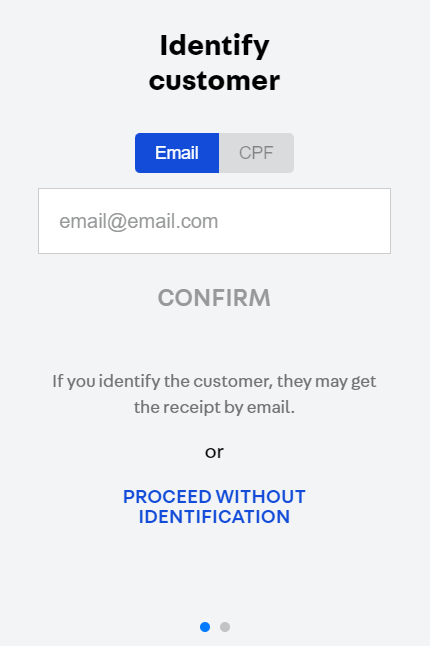 Identify
customer
Email CPF
email@email.com
CONFIRM
If you identify the customer, they may get
the receipt by email.
or
PROCEED WITHOUT
IDENTIFICATION